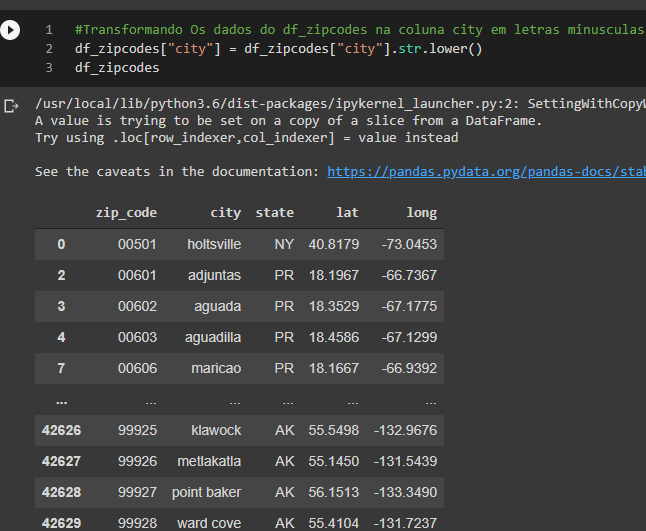 1 #Transformando Os dados do df_zipcodes na coluna city em letras minusculas
2 df_zipcodes["city"] = df_zipcodes["city"].str.lower()
3 df_zipcodes
/usr/local/lib/python3.6/dist-packages/ipykernel_launcher.py:2: SettingWithCopyW
A value is trying to be set on a copy of a slice from a DataFrame.
Try using .loc[row_indexer,col_indexer] = value instead
See the caveats in the documentation: https://pandas.pydata.org/pandas-docs/stal
zip_code city state lat long
0 00501 holtsville NY 40.8179 -73.0453
2 00601 adjuntas PR 18.1967 -66.7367
3 00602 aguada PR 18.3529 -67.1775
4 00603 aguadilla PR 18.4586 -67.1299
7 00606 maricao PR 18.1667 -66.9392
... ... ... ... ... ...
42626 99925 klawock AK 55.5498 -132.9676
42627 99926 metlakatla AK 55.1450 -131.5439
42628 99927 point baker AK 56.1513 -133.3490
42629 99928 ward cove AK 55.4104 -131.7237